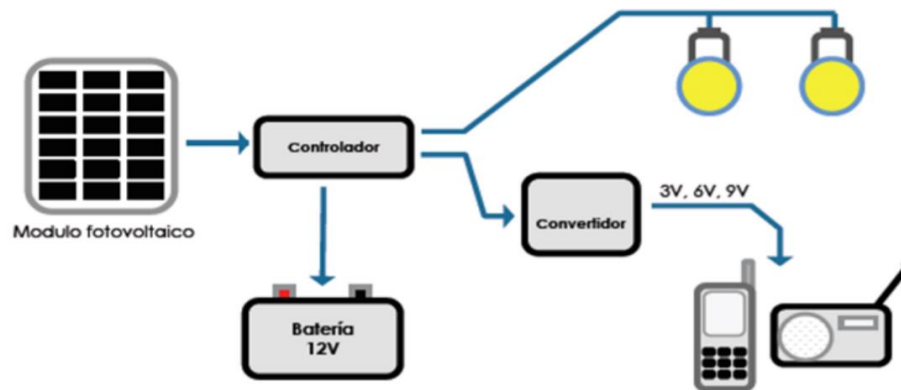 Controlador
Modulo fotovoltaico
3V, 6V, 9V
Convertidor
Batería
12V